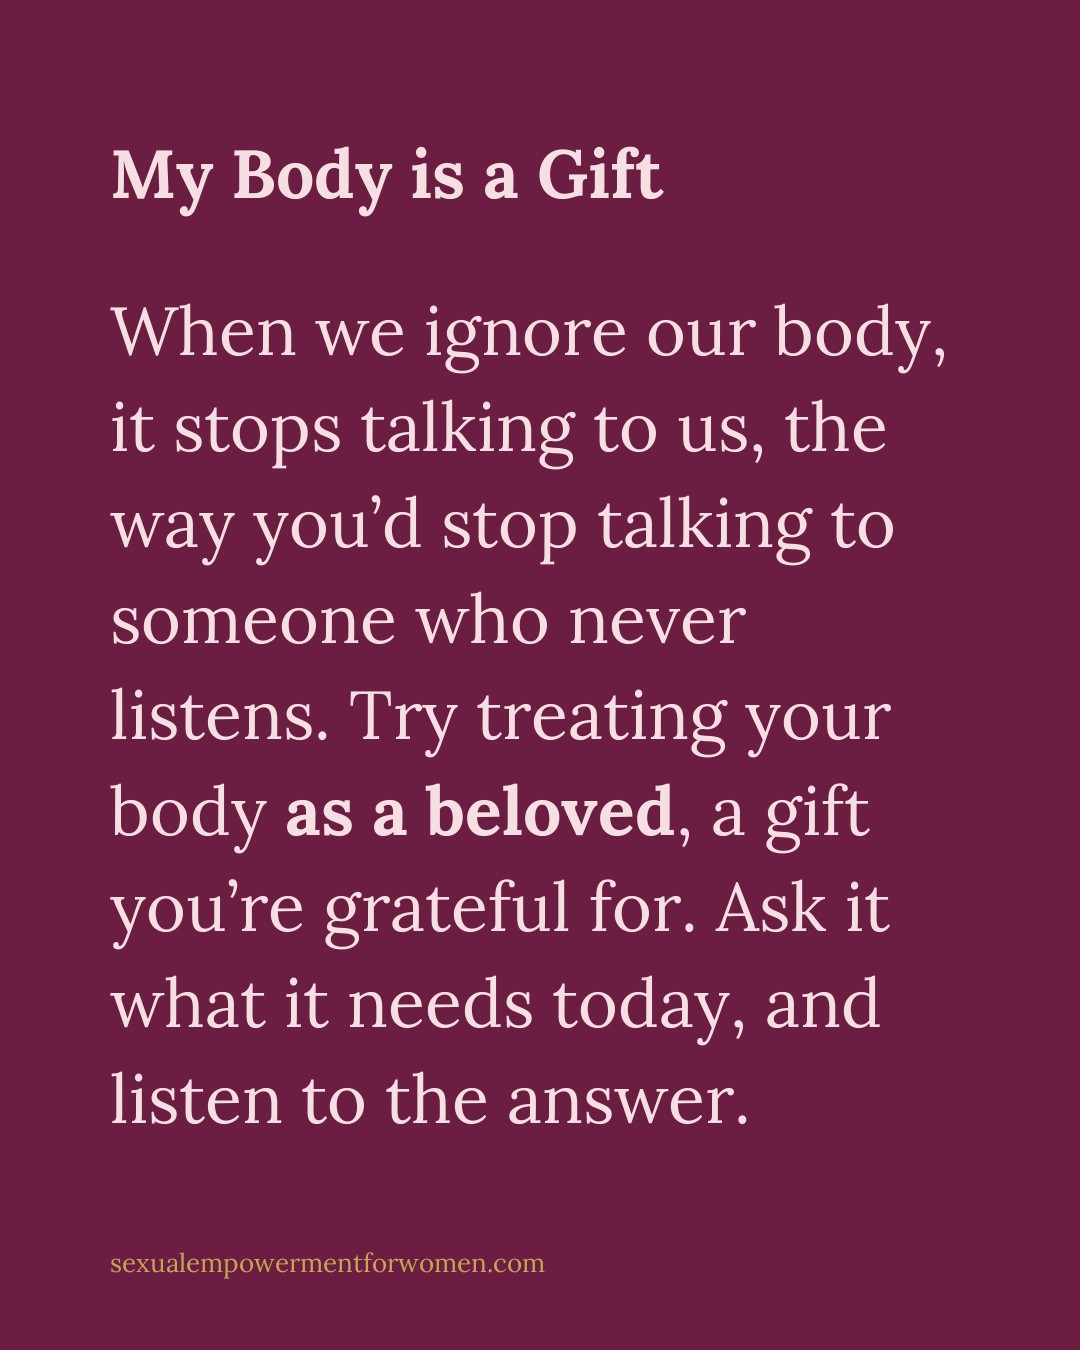 My Body is a Gift
When we ignore our body,
it stops talking to us, the
way you’d stop talking to
someone who never
listens. Try treating your
body as a beloved, a gift
you’re grateful for. Ask it
what it needs today, and
listen to the answer.
sexualempowermentforwomen.com